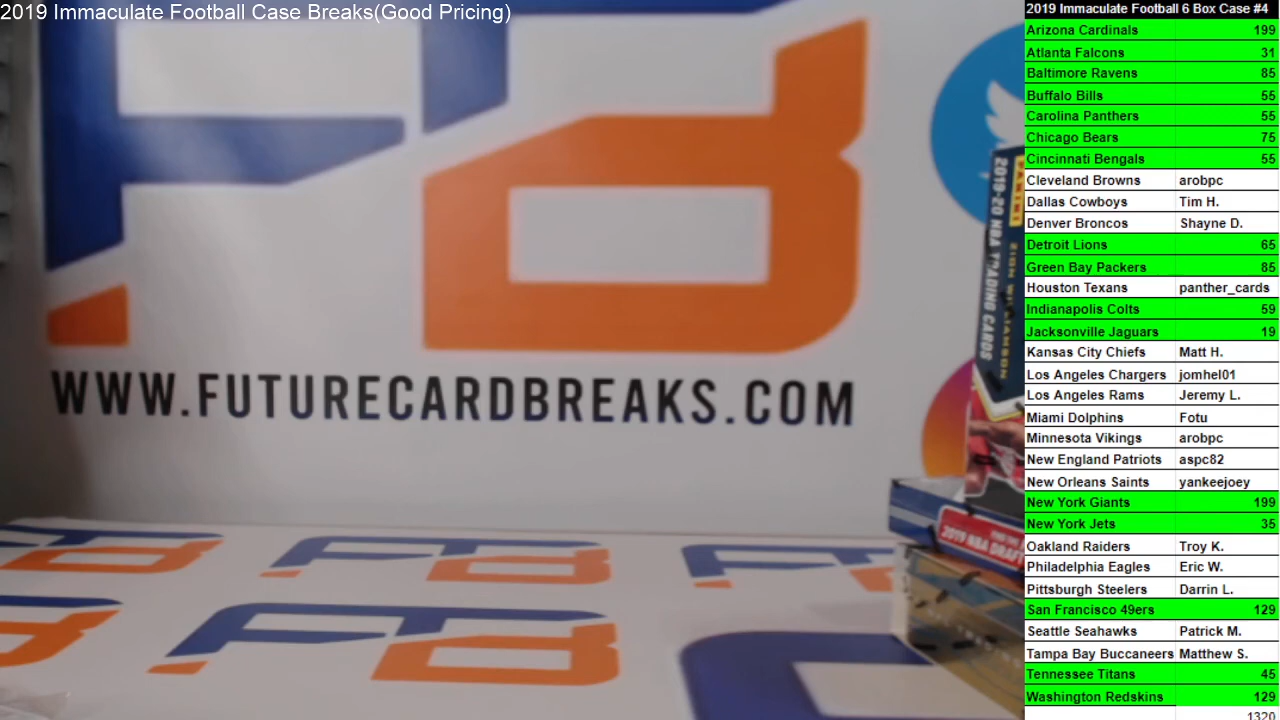 2019 Immaculate Football Case Breaks(Good Pricing)
WWW.FUTURECARDBREAKS.COM
PANINI
2019-20 NBA TRADING CARDS
ZION WILLIAMSON
2019 NBA DRAFT
2019 Immaculate Football 6 Box Case #4
Arizona Cardinals 199
Atlanta Falcons 31
Baltimore Ravens 85
Buffalo Bills 55
Carolina Panthers 55
Chicago Bears 75
Cincinnati Bengals 55
Cleveland Browns arobpc
Dallas Cowboys Tim H.
Denver Broncos Shayne D.
Detroit Lions 65
Green Bay Packers 85
Houston Texans panther_cards
Indianapolis Colts 59
Jacksonville Jaguars 19
Kansas City Chiefs Matt H.
Los Angeles Chargers jomhel01
Los Angeles Rams Jeremy L.
Miami Dolphins Fotu
Minnesota Vikings arobpc
New England Patriots aspc82
New Orleans Saints yankeejoey
New York Giants 199
New York Jets 35
Oakland Raiders Troy K.
Philadelphia Eagles Eric W.
Pittsburgh Steelers Darrin L.
San Francisco 49ers 129
Seattle Seahawks Patrick M.
Tampa Bay Buccaneers Matthew S.
Tennessee Titans 45
Washington Redskins 129
1320